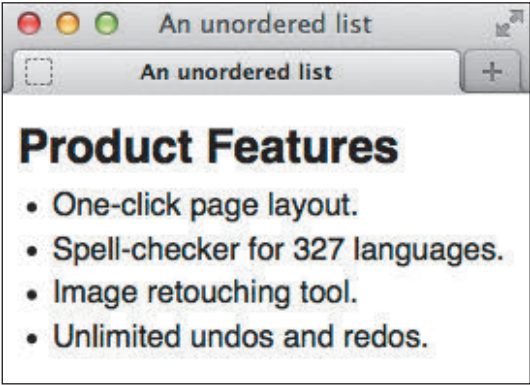 An unordered list
An unordered list
Product Features
• One-click page layout.
• Spell-checker for 327 languages.
• Image retouching tool.
• Unlimited undos and redos.